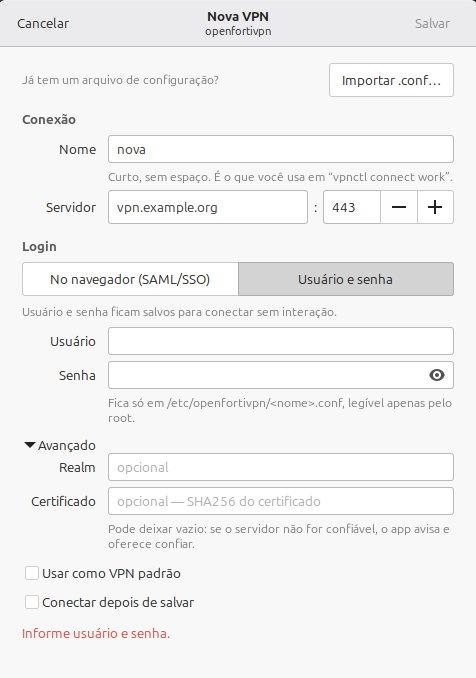 Cancelar
Nova VPN
openfortivpn
Salvar
Já tem um arquivo de configuração?
Importar .conf…
Conexão
Nome
nova
Curto, sem espaço. É o que você usa em “vpnctl connect work”.
Servidor
vpn.example.org
:
443
Login
No navegador (SAML/SSO)
Usuário e senha
Usuário e senha ficam salvos para conectar sem interação.
Usuário
Senha
Fica só em /etc/openfortivpn/<nome>.conf, legível apenas pelo
root.
Avançado
Realm
opcional
Certificado
opcional — SHA256 do certificado
Pode deixar vazio: se o servidor não for confiável, o app avisa e
oferece confiar.
Usar como VPN padrão
Conectar depois de salvar
Informe usuário e senha.